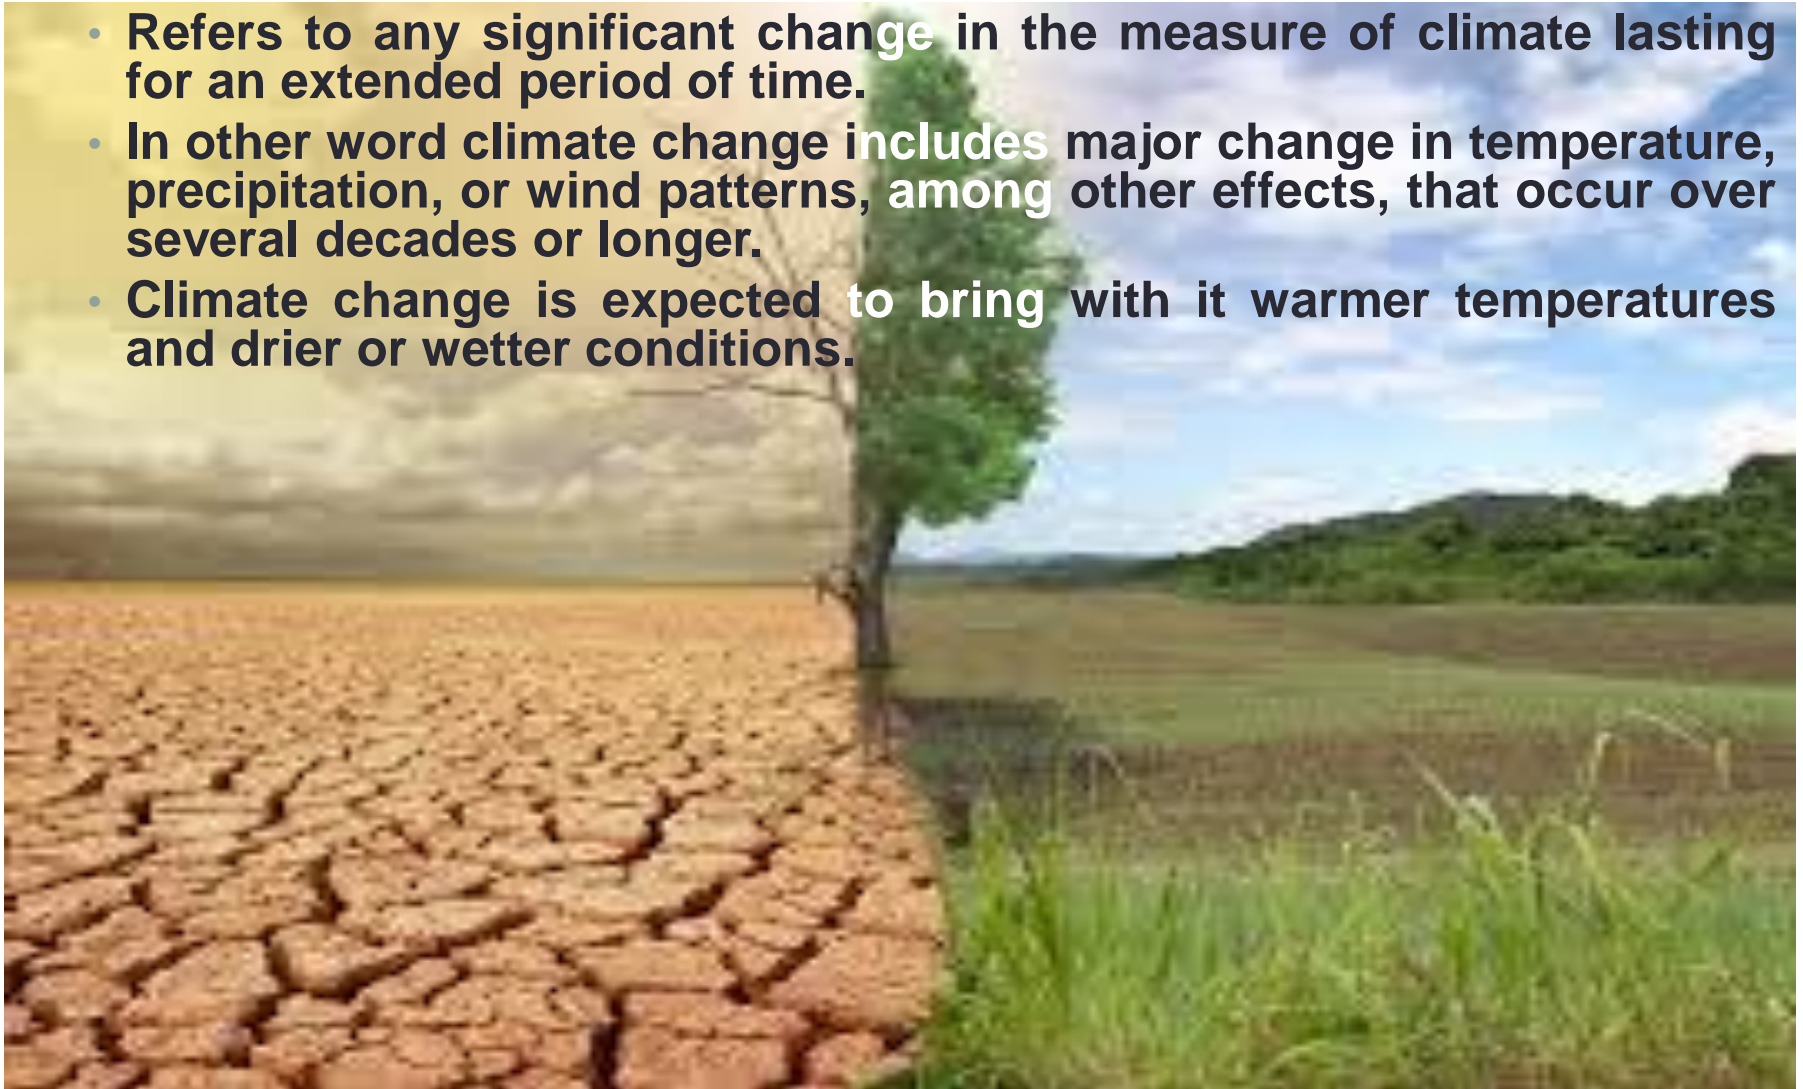 • Refers to any significant change in the measure of climate lasting
for an extended period of time.
• In other word climate change includes major change in temperature,
precipitation, or wind patterns, among other effects, that occur over
several decades or longer.
• Climate change is expected to bring with it warmer temperatures
and drier or wetter conditions.